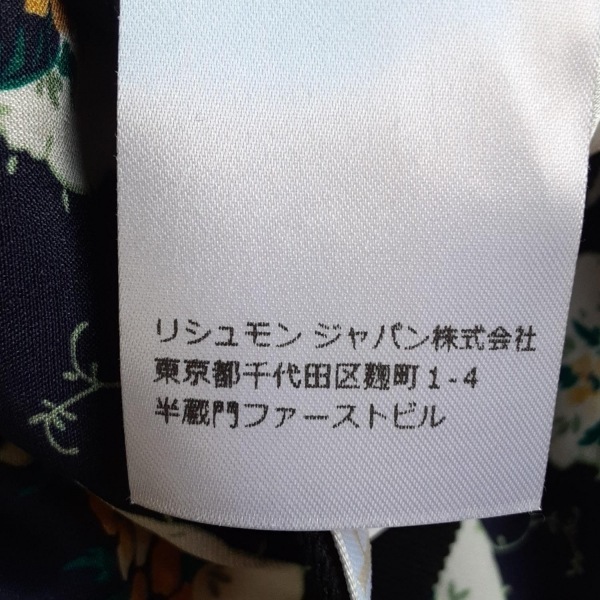 リシュモン ジャパン株式会社
東京都千代田区麹町1-4
半蔵門ファーストビル